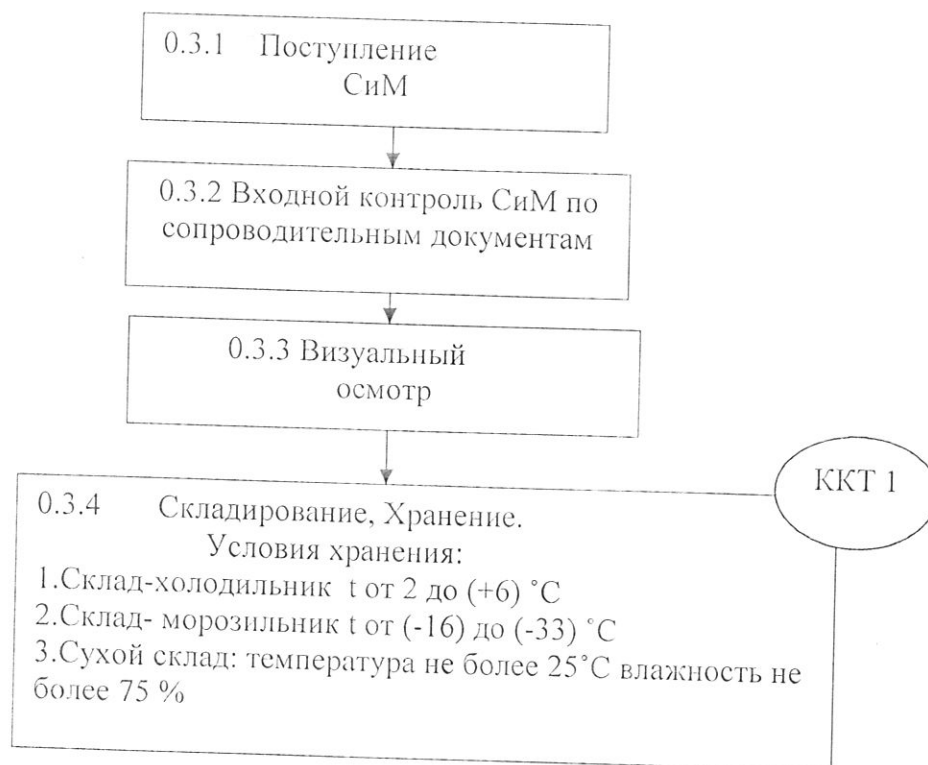 0.3.1 Поступление
СиМ
0.3.2 Входной контроль СиМ по
сопроводительным документам
0.3.3 Визуальный
осмотр
ККТ 1
0.3.4 Складирование, Хранение.
Условия хранения:
1.Склад-холодильник t от 2 до (+6) ˚С
2.Склад- морозильник t от (-16) до (-33) ˚С
3.Сухой склад: температура не более 25˚С влажность не
более 75 %